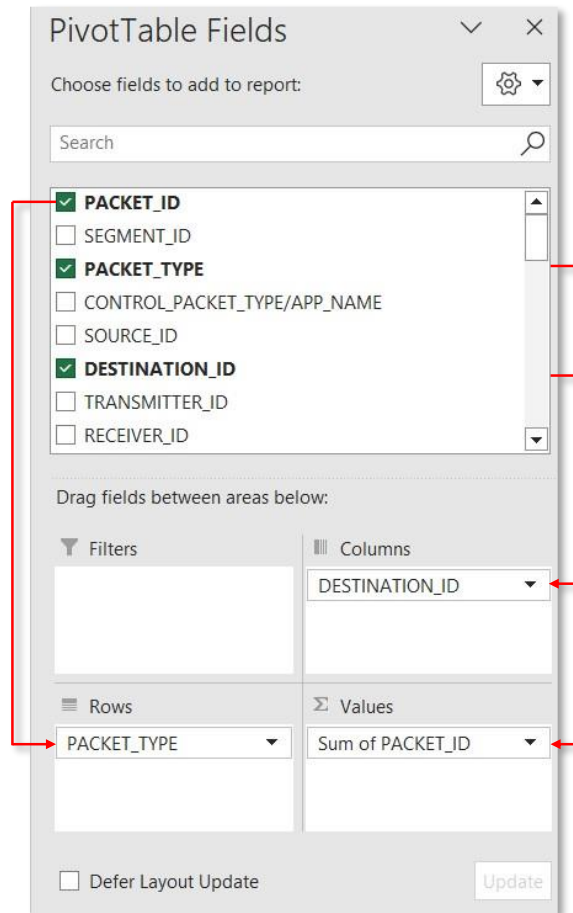 PivotTable Fields
Choose fields to add to report:
Search
PACKET_ID
SEGMENT_ID
PACKET_TYPE
CONTROL_PACKET_TYPE/APP_NAME
SOURCE_ID
DESTINATION_ID
TRANSMITTER_ID
RECEIVER_ID
Drag fields between areas below:
Filters
Columns
DESTINATION_ID
Rows
Σ Values
PACKET_TYPE
Sum of PACKET_ID
Defer Layout Update
Update